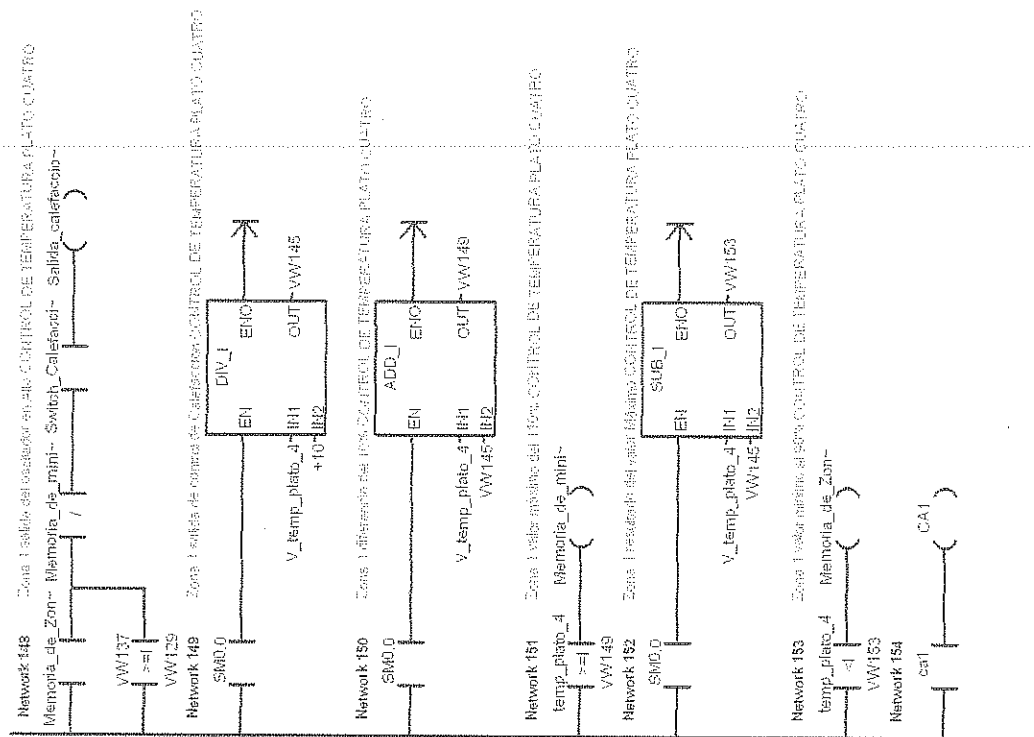 Network 148 Zona 1 salida del oscilador en Alto CONTROL DE TEMPERATURA PLATO CUATRO
Memoria_de_Zon~ Memoria_de_mini~ Switch_Calefacci~ Salida_calefaccio~
/
VW137
>=I
VW129
Network 149 Zona 1 salida de control de Calefaccion CONTROL DE TEMPERATURA PLATO CUATRO
SM0.0
DIV_I
EN ENO
V_temp_plato_4 IN1 OUT VW145
+10 IN2
Network 150 Zona 1 diferencia del 10% CONTROL DE TEMPERATURA PLATO CUATRO
SM0.0
ADD_I
EN ENO
V_temp_plato_4 IN1 OUT VW149
VW145 IN2
Network 151 Zona 1 valor máximo del 110% CONTROL DE TEMPERATURA PLATO CUATRO
temp_plato_4 Memoria_de_mini~
>=I
VW149
Network 152 Zona 1 resultado del valor Máximo CONTROL DE TEMPERATURA PLATO CUATRO
SM0.0
SUB_I
EN ENO
V_temp_plato_4 IN1 OUT VW153
VW145 IN2
Network 153 Zona 1 valor mínimo al 90% CONTROL DE TEMPERATURA PLATO CUATRO
temp_plato_4 Memoria_de_Zon~
<I
VW153
Network 154
ca1 CA1